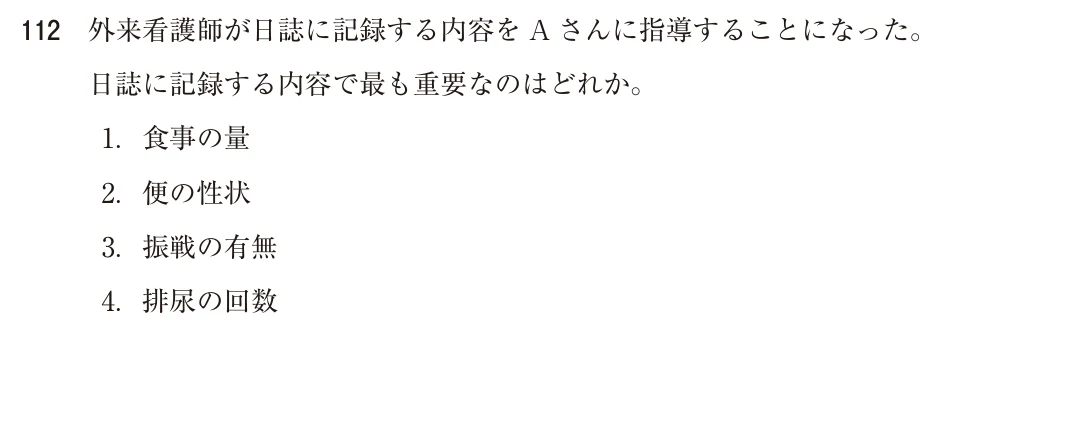 112 外来看護師が日誌に記録する内容を A さんに指導することになった。
日誌に記録する内容で最も重要なのはどれか。
1. 食事の量
2. 便の性状
3. 振戦の有無
4. 排尿の回数